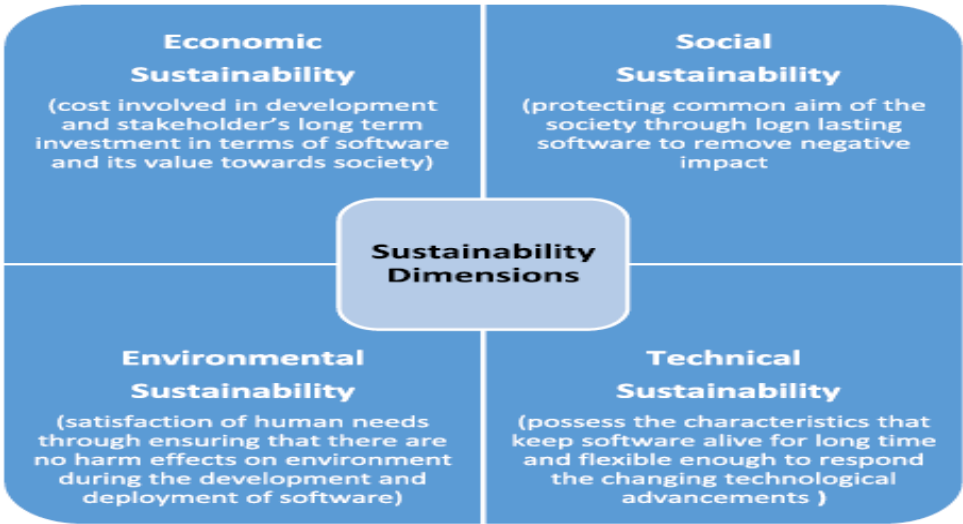 Economic
Sustainability
(cost involved in development
and stakeholder's long term
investment in terms of software
and its value towards society)
Social
Sustainability
(protecting common aim of the
society through logn lasting
software to remove negative
impact
Sustainability
Dimensions
Environmental
Sustainability
(satisfaction of human needs
through ensuring that there are
no harm effects on environment
during the development and
deployment of software)
Technical
Sustainability
(possess the characteristics that
keep software alive for long time
and flexible enough to respond
the changing technological
advancements )